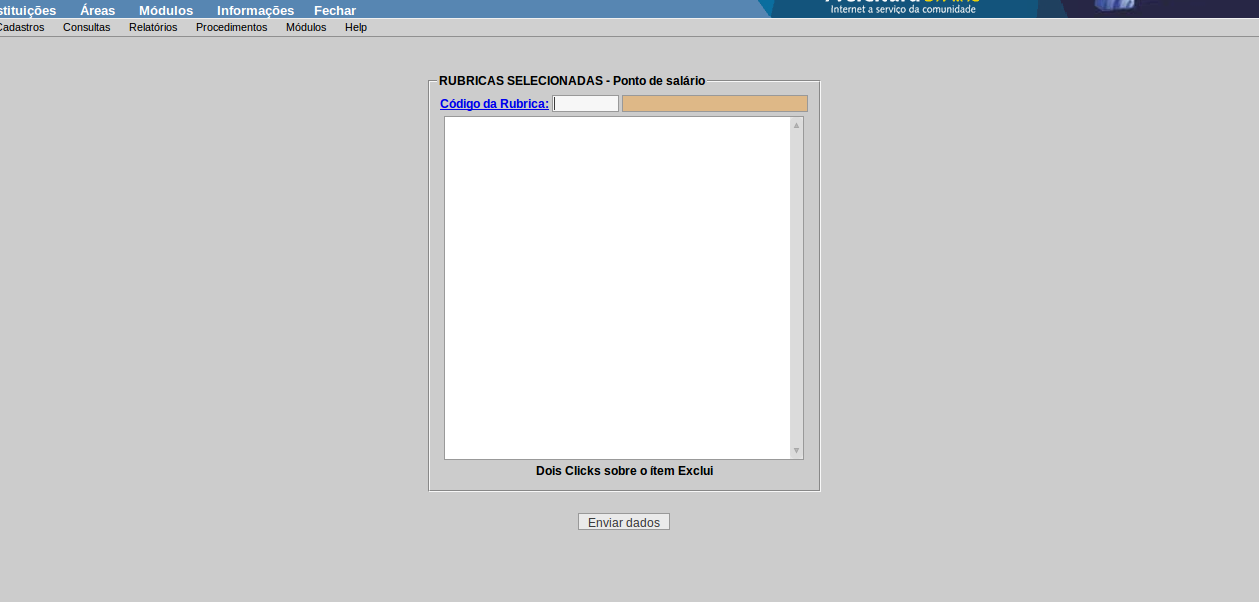 stituições Áreas Módulos Informações Fechar
Internet a serviço da comunidade
Cadastros Consultas Relatórios Procedimentos Módulos Help
RUBRICAS SELECIONADAS - Ponto de salário
Código da Rubrica:
Dois Clicks sobre o ítem Exclui
Enviar dados